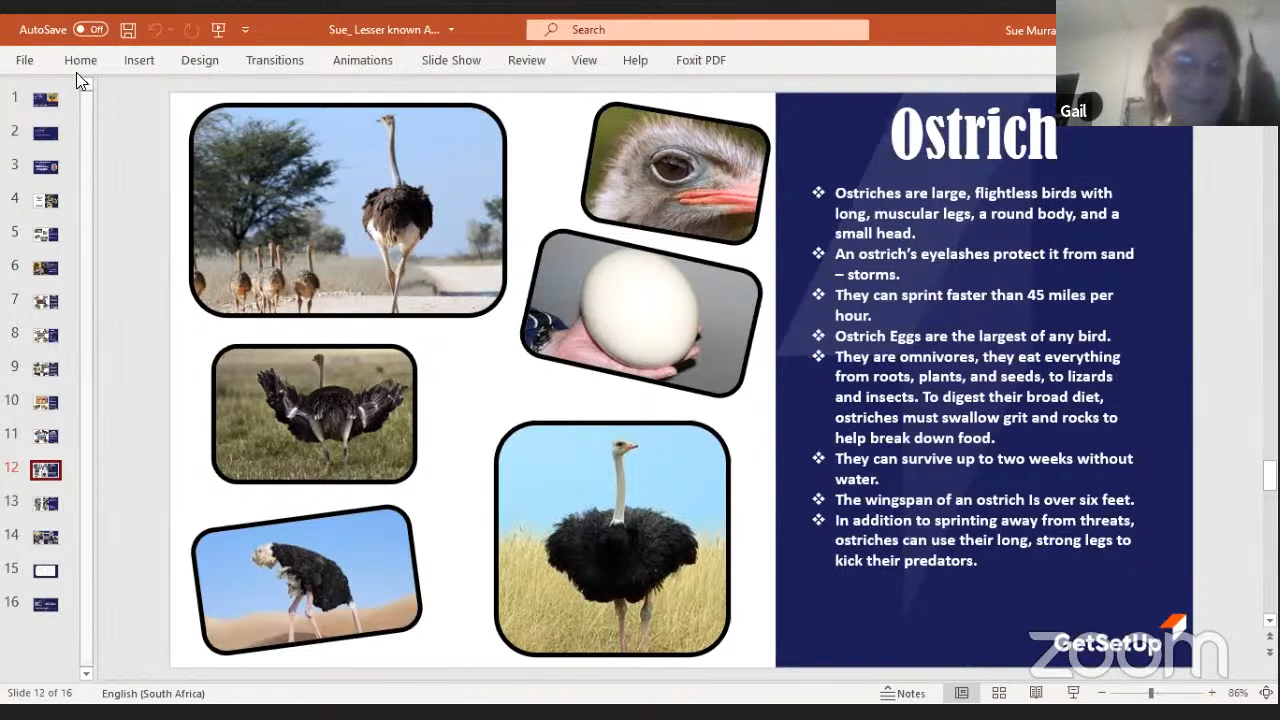 AutoSave Off Sue_ Lesser known A... Search Sue Murra
File Home Insert Design Transitions Animations Slide Show Review View Help Foxit PDF
Gail
1
2
3
4
5
6
7
8
9
10
11
12
13
14
15
16
Ostrich
❖ Ostriches are large, flightless birds with
long, muscular legs, a round body, and a
small head.
❖ An ostrich's eyelashes protect it from sand
– storms.
❖ They can sprint faster than 45 miles per
hour.
❖ Ostrich Eggs are the largest of any bird.
❖ They are omnivores, they eat everything
from roots, plants, and seeds, to lizards
and insects. To digest their broad diet,
ostriches must swallow grit and rocks to
help break down food.
❖ They can survive up to two weeks without
water.
❖ The wingspan of an ostrich Is over six feet.
❖ In addition to sprinting away from threats,
ostriches can use their long, strong legs to
kick their predators.
GetSetUp
zoom
Slide 12 of 16 English (South Africa) Notes 86%